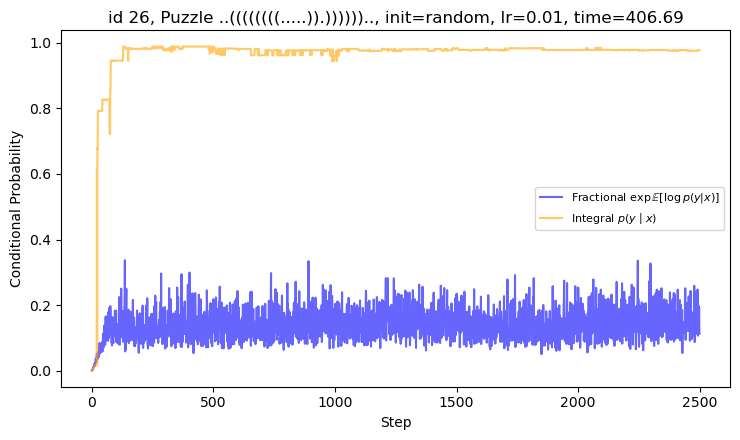 id 26, Puzzle ..((((((((.....)).)))))).., init=random, lr=0.01, time=406.69
Conditional Probability
1.0
0.8
0.6
0.4
0.2
0.0
Fractional exp𝔼[log p(y|x)]
Integral p(y | x)
0 500 1000 1500 2000 2500
Step